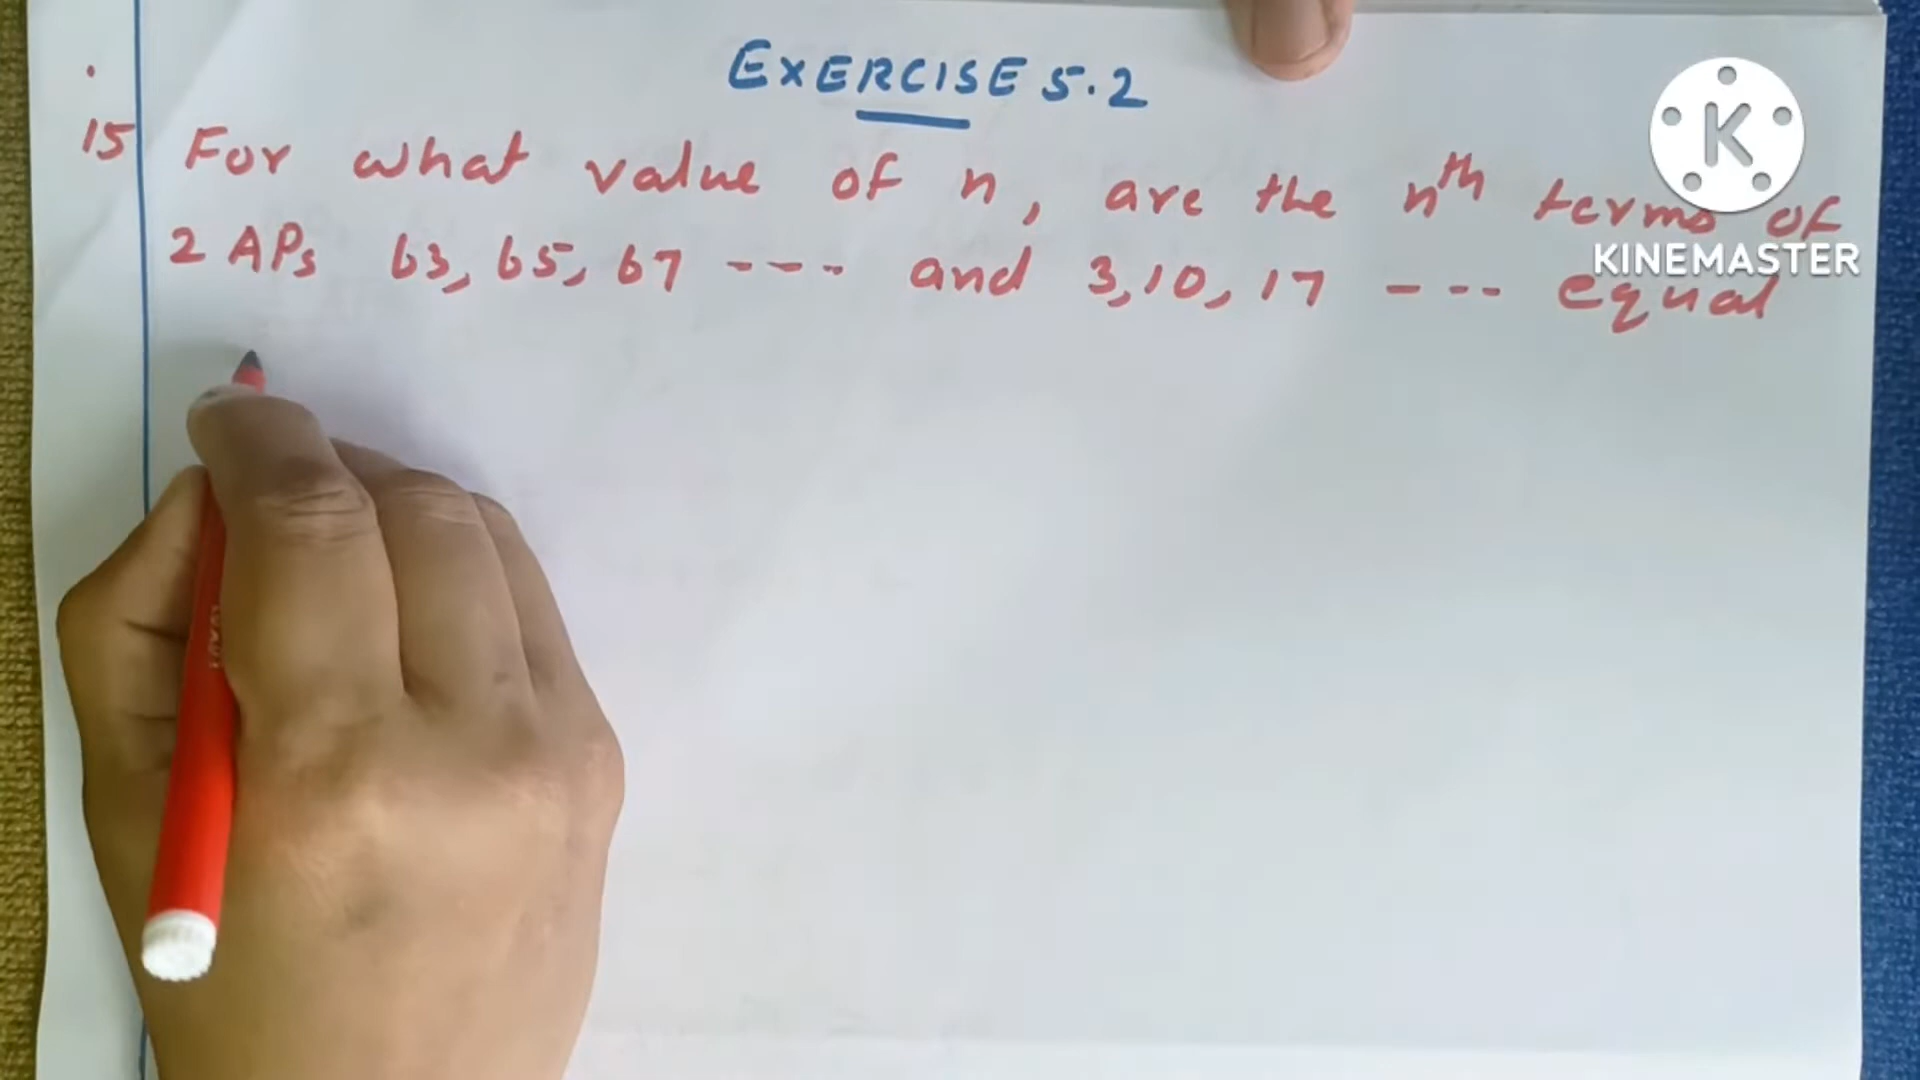 EXERCISE 5.2
15 For what value of n, are the nth terms of
2 APs 63, 65, 67 ---- and 3, 10, 17 --- equal
K
KINEMASTER